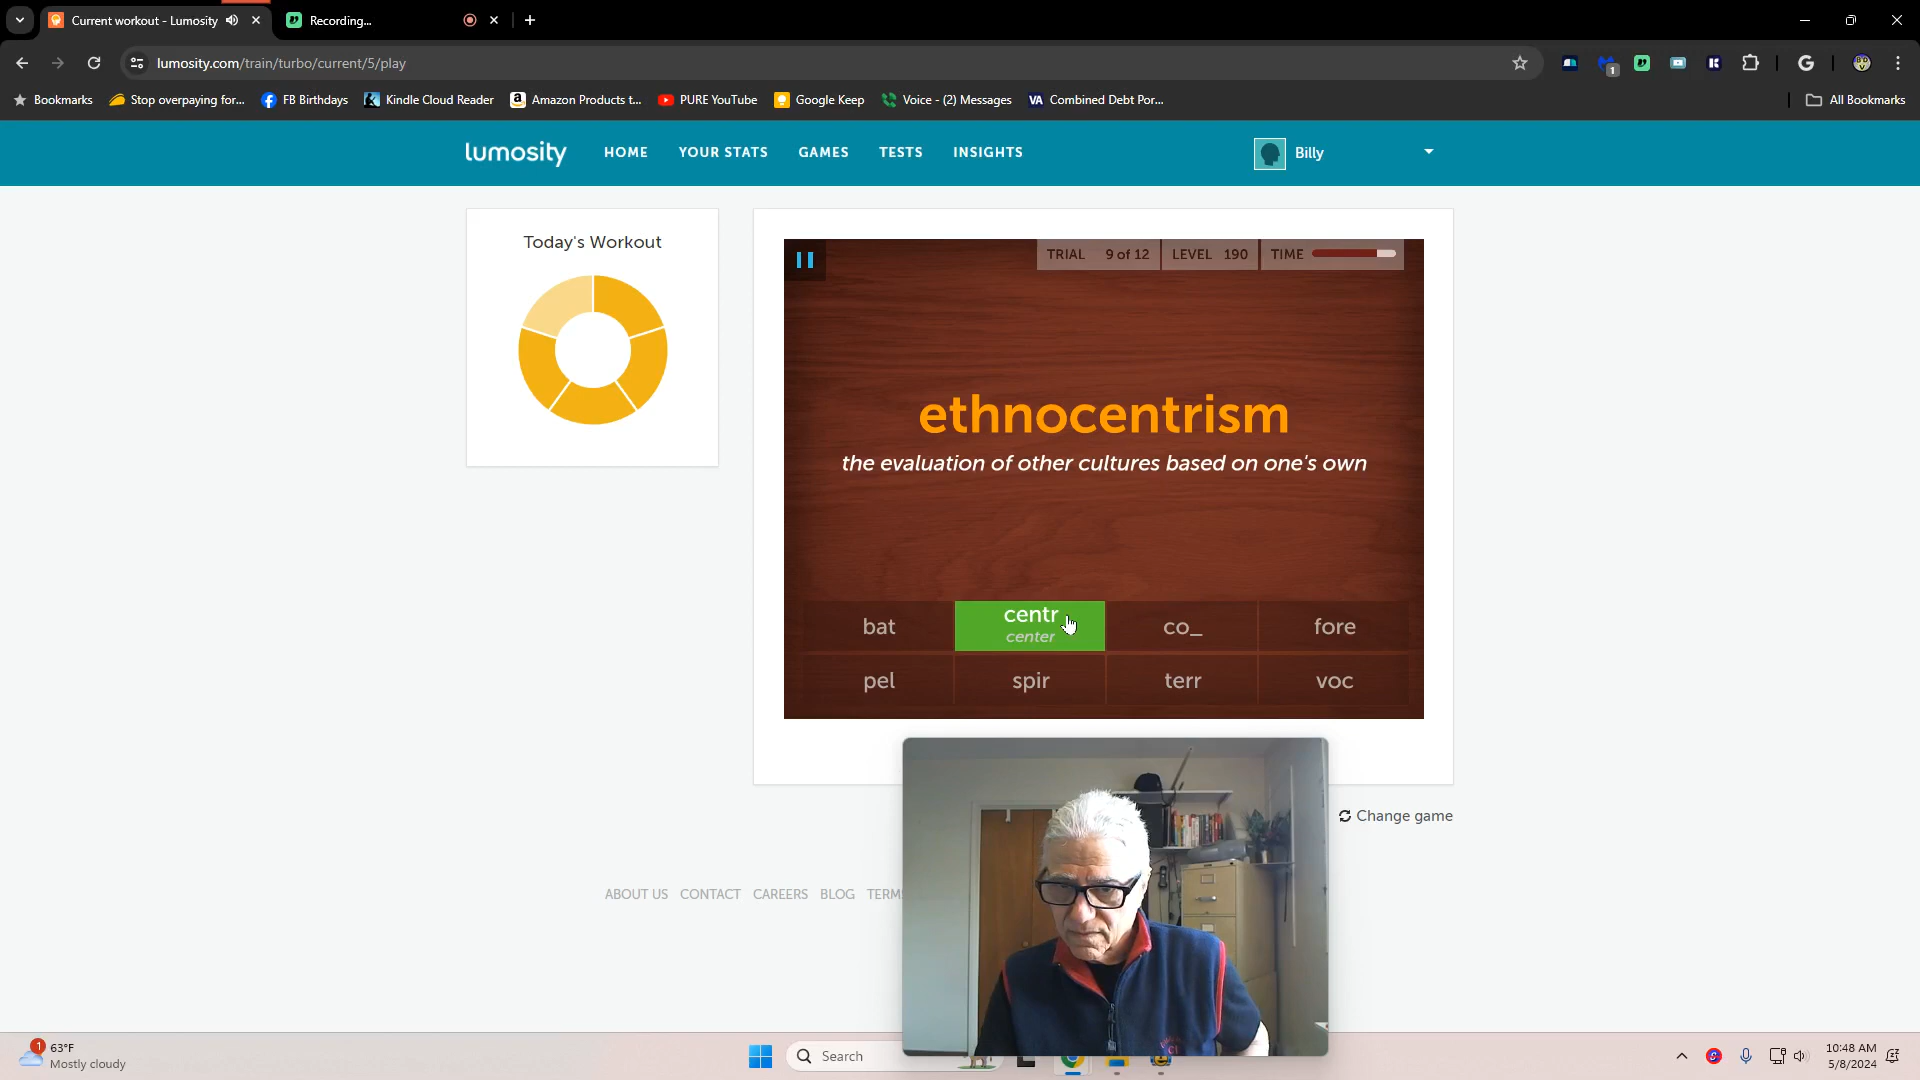 Current workout - Lumosity
Recording...
lumosity.com/train/turbo/current/5/play
1
Bookmarks
Stop overpaying for...
FB Birthdays
Kindle Cloud Reader
Amazon Products t...
PURE YouTube
Google Keep
Voice - (2) Messages
VA Combined Debt Por...
All Bookmarks
lumosity
HOME
YOUR STATS
GAMES
TESTS
INSIGHTS
Billy
Today's Workout
TRIAL 9 of 12
LEVEL 190
TIME
ethnocentrism
the evaluation of other cultures based on one's own
bat
centr
center
co_
fore
pel
spir
terr
voc
Change game
ABOUT US
CONTACT
CAREERS
BLOG
1
63°F
Mostly cloudy
Search
10:48 AM
5/8/2024